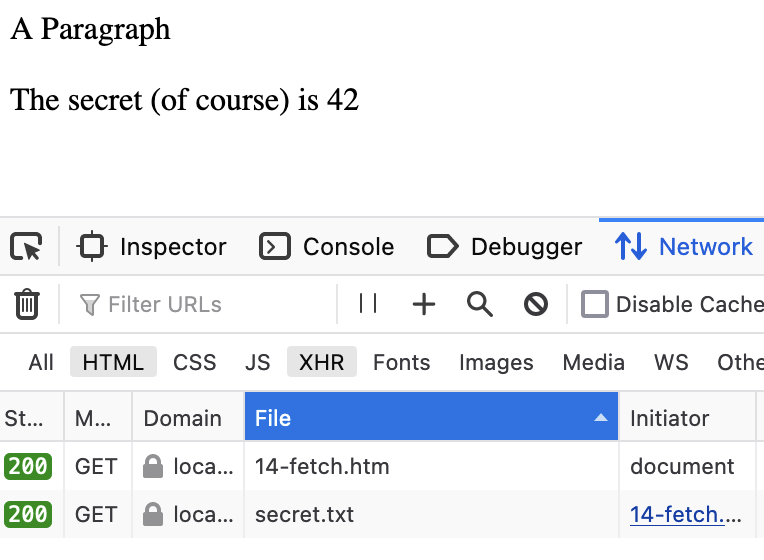 A Paragraph
The secret (of course) is 42
Inspector Console Debugger Network
Filter URLs Disable Cache
All HTML CSS JS XHR Fonts Images Media WS Othe
St... M... Domain File Initiator
200 GET loca... 14-fetch.htm document
200 GET loca... secret.txt 14-fetch....